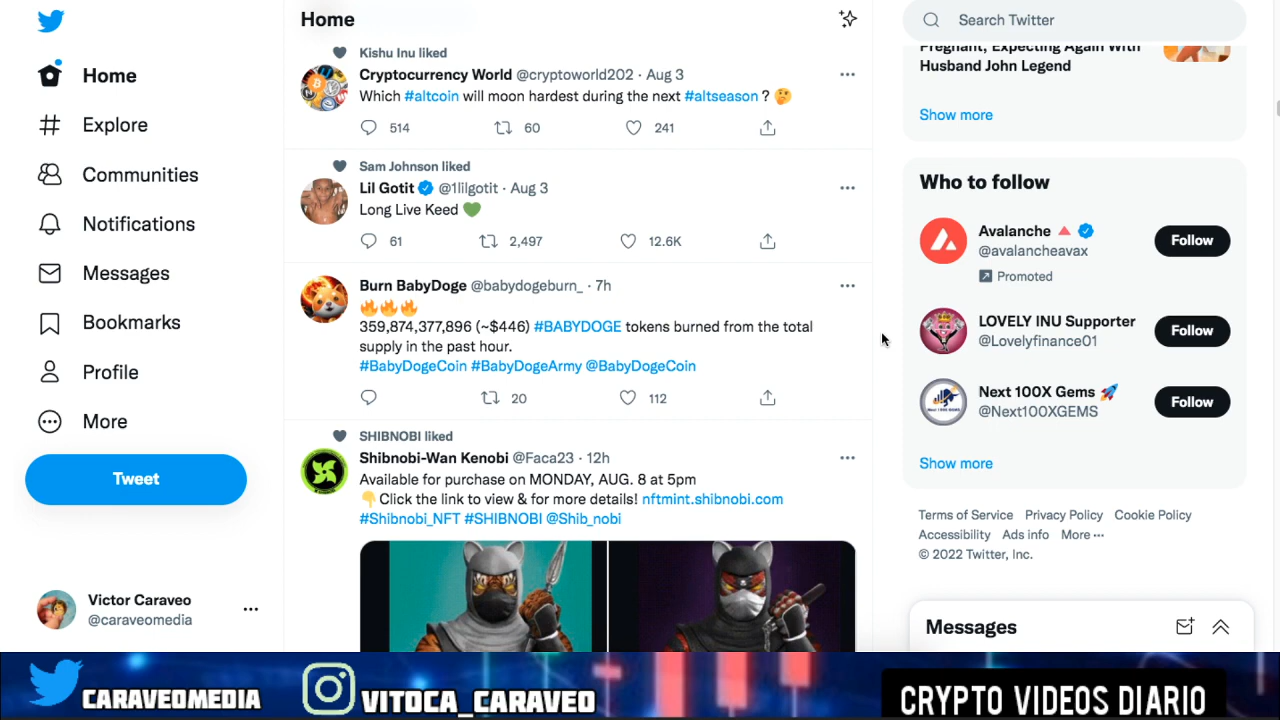 Home
Explore
Communities
Notifications
Messages
Bookmarks
Profile
More
Tweet
Victor Caraveo
@caraveomedia
Home
Kishu Inu liked
Cryptocurrency World @cryptoworld202 · Aug 3
Which #altcoin will moon hardest during the next #altseason ? 🤔
514 60 241
Sam Johnson liked
Lil Gotit @1lilgotit · Aug 3
Long Live Keed 💚
61 2,497 12.6K
Burn BabyDoge @babydogeburn_ · 7h
🔥🔥🔥
359,874,377,896 (~$446) #BABYDOGE tokens burned from the total
supply in the past hour.
#BabyDogeCoin #BabyDogeArmy @BabyDogeCoin
20 112
SHIBNOBI liked
Shibnobi-Wan Kenobi @Faca23 · 12h
Available for purchase on MONDAY, AUG. 8 at 5pm
👇Click the link to view & for more details! nftmint.shibnobi.com
#Shibnobi_NFT #SHIBNOBI @Shib_nobi
Search Twitter
Pregnant, Expecting Again With
Husband John Legend
Show more
Who to follow
Avalanche 🔺
@avalancheavax
Promoted
Follow
LOVELY INU Supporter
@Lovelyfinance01
Follow
Next 100X Gems 🚀
@Next100XGEMS
Follow
Show more
Terms of Service Privacy Policy Cookie Policy
Accessibility Ads info More ···
© 2022 Twitter, Inc.
Messages
CARAVEOMEDIA
VITOCA_CARAVEO
CRYPTO VIDEOS DIARIO